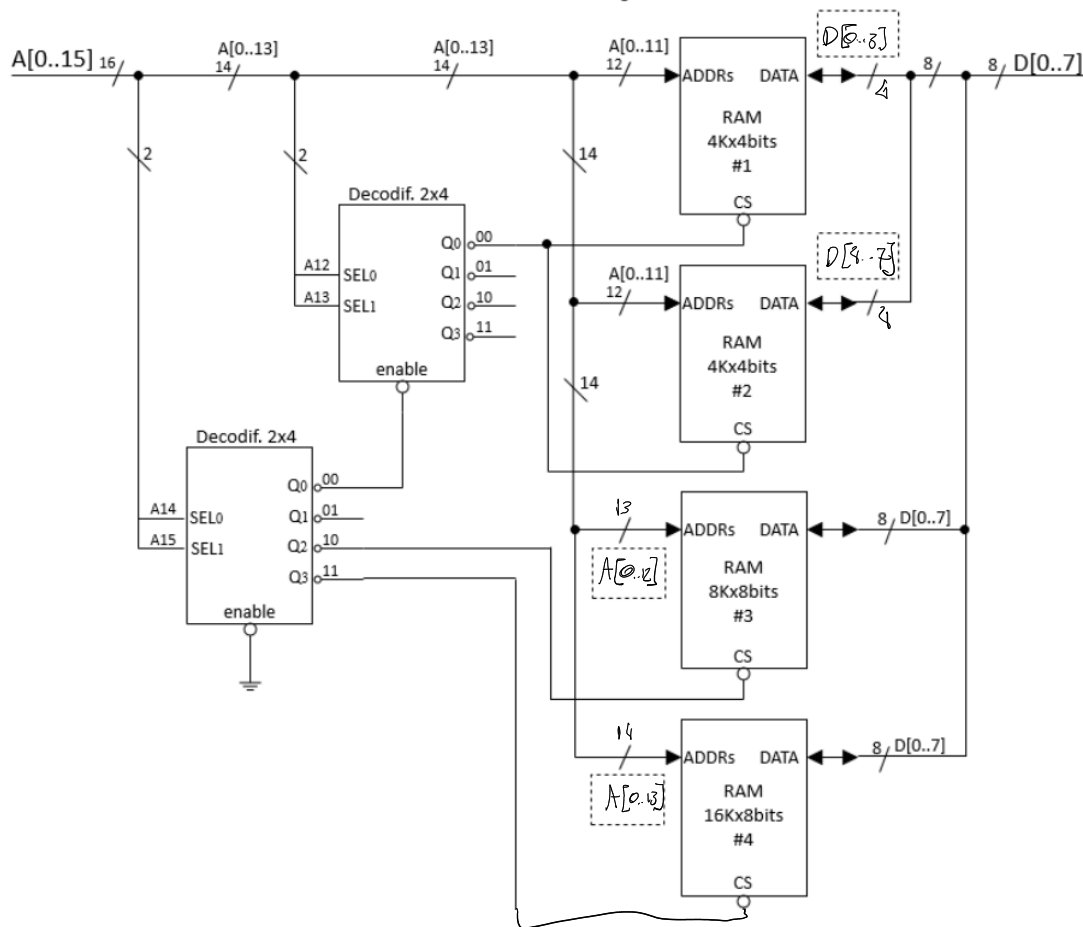 A[0..15] 16
A[0..13]
14
A[0..13]
14
A[0..11]
12
ADDRs DATA
RAM
4Kx4bits
#1
CS
D[0..3]
4
8
8 D[0..7]
2
2
14
Decodif. 2x4
Q0 00
Q1 01
Q2 10
Q3 11
A12 SEL0
A13 SEL1
enable
A[0..11]
12
ADDRs DATA
RAM
4Kx4bits
#2
CS
D[4..7]
4
14
Decodif. 2x4
Q0 00
Q1 01
Q2 10
Q3 11
A14 SEL0
A15 SEL1
enable
13
A[0..12]
ADDRs DATA
RAM
8Kx8bits
#3
CS
8 D[0..7]
14
A[0..13]
ADDRs DATA
RAM
16Kx8bits
#4
CS
8 D[0..7]